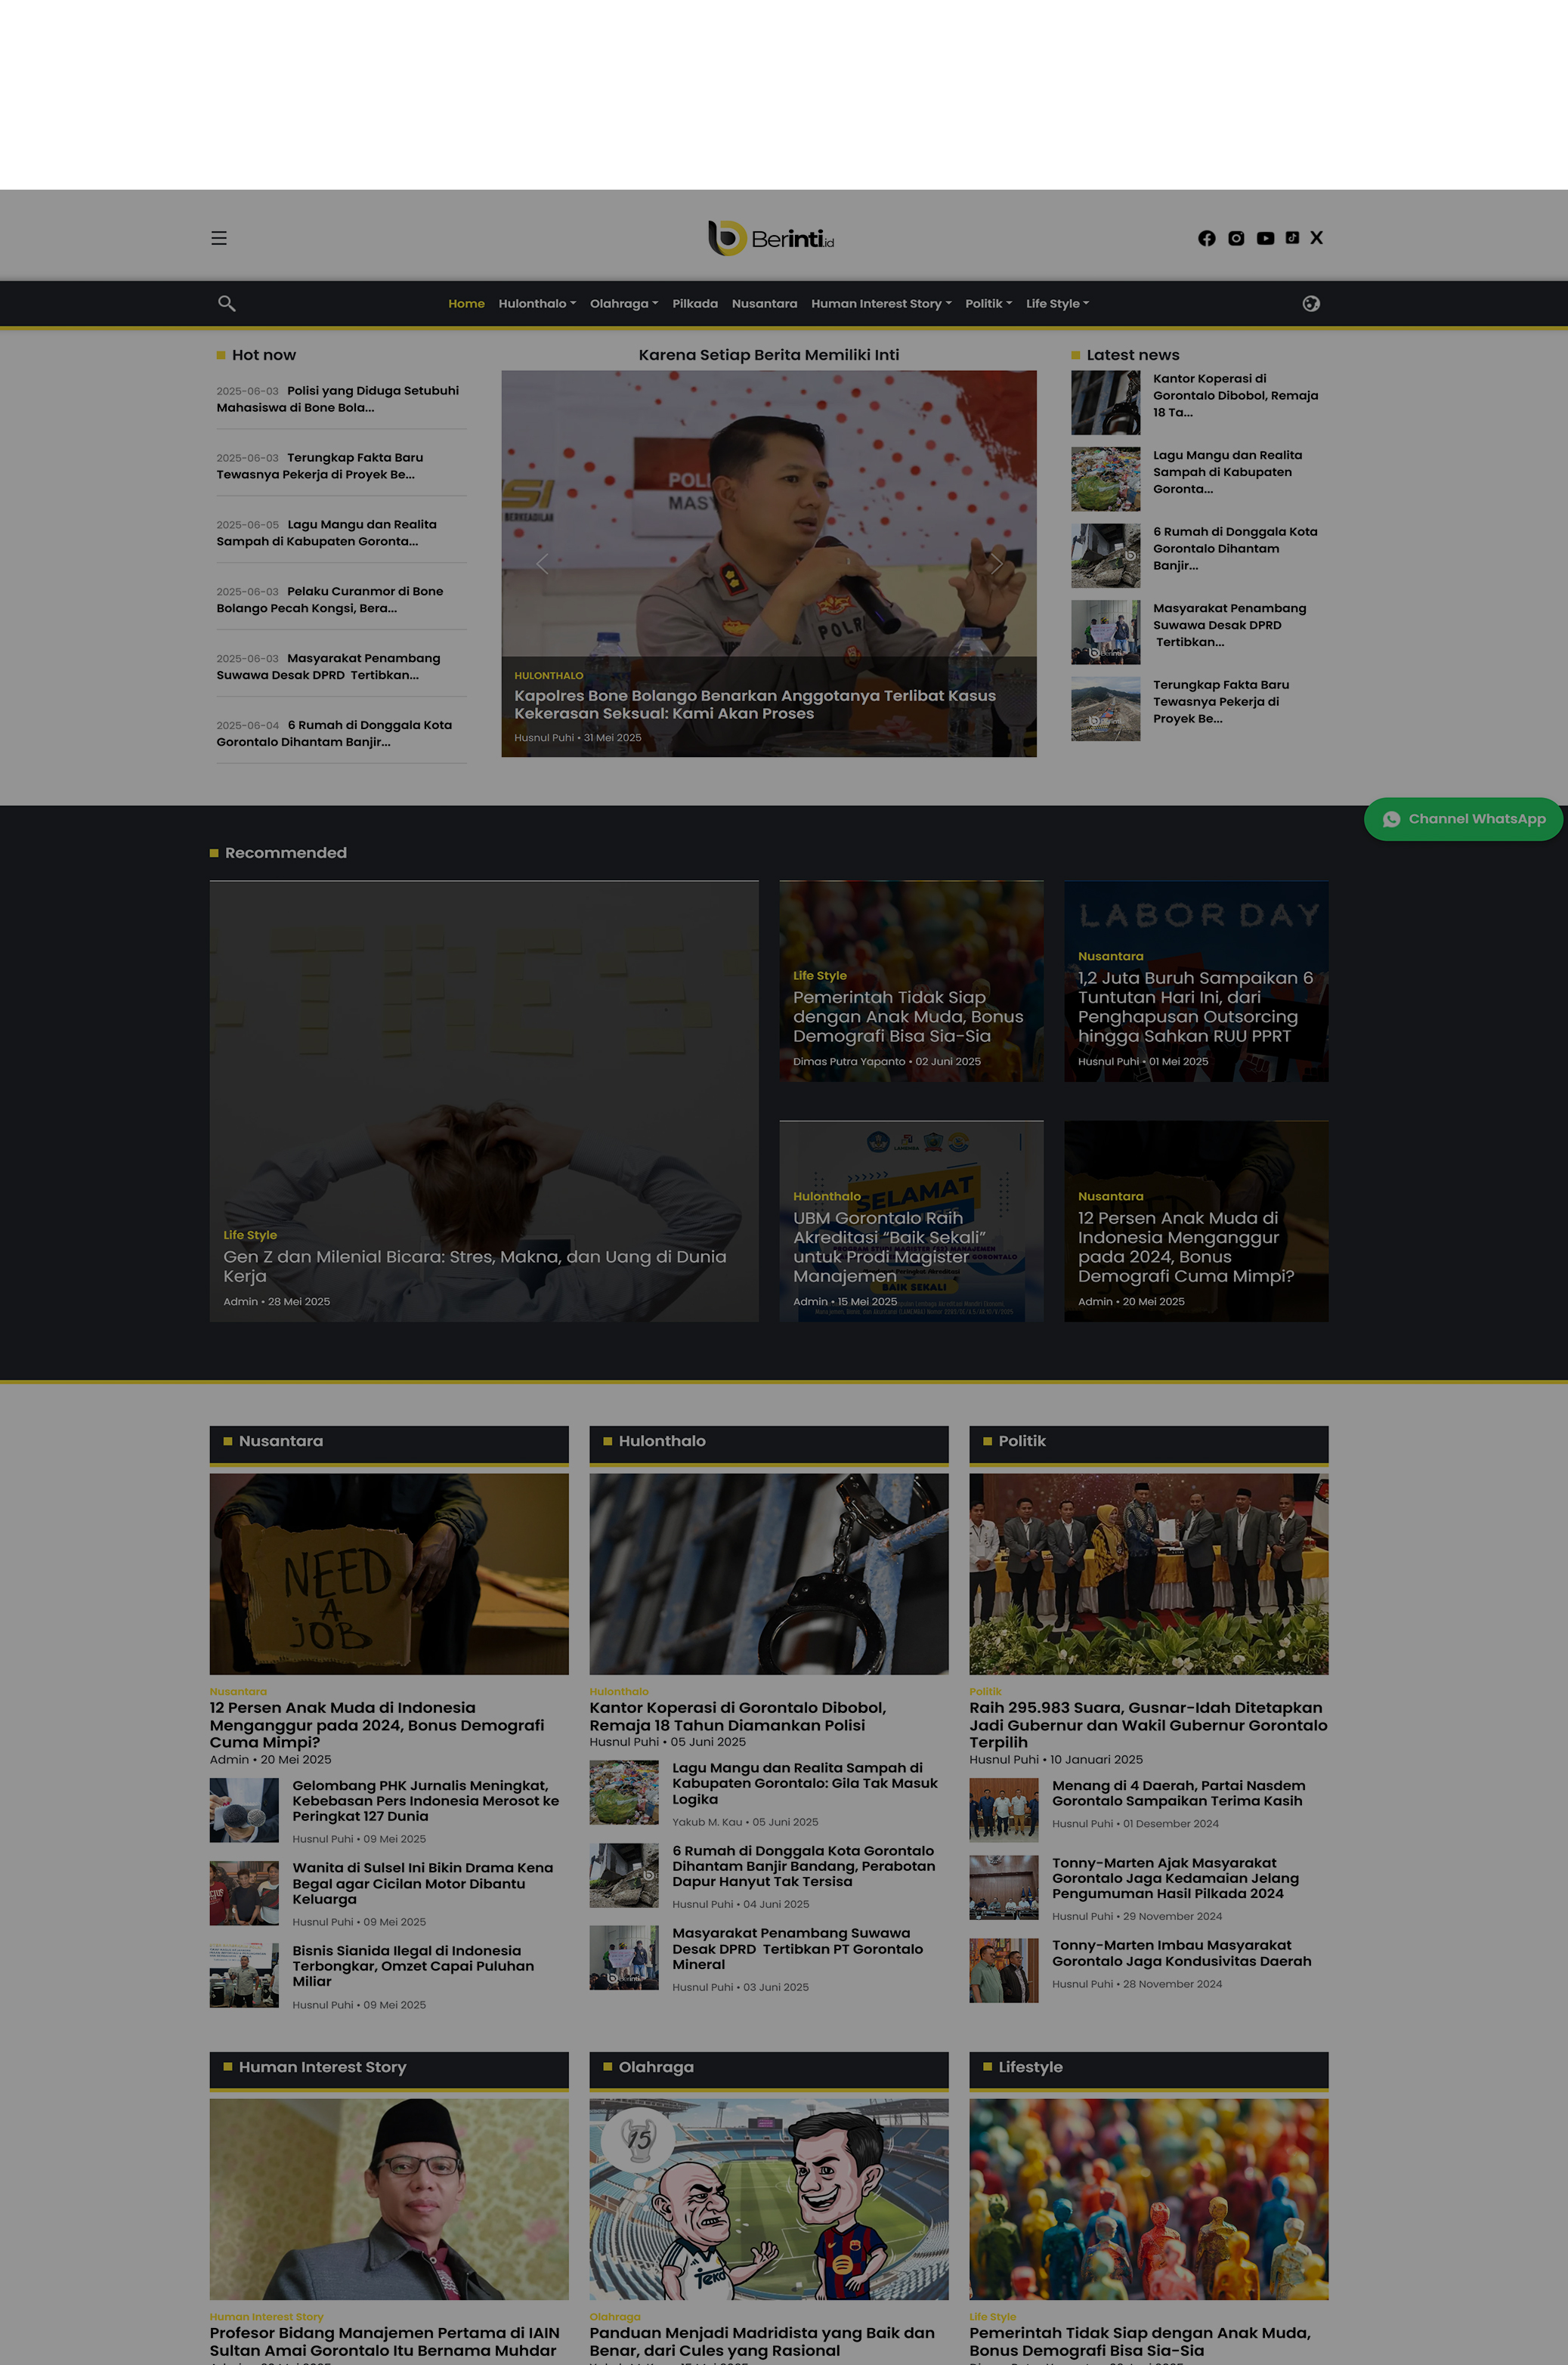 Berinti.id
Home Hulonthalo Olahraga Pilkada Nusantara Human Interest Story Politik Life Style
Hot now
2025-06-03 Polisi yang Diduga Setubuhi
Mahasiswa di Bone Bola...
2025-06-03 Terungkap Fakta Baru
Tewasnya Pekerja di Proyek Be...
2025-06-05 Lagu Mangu dan Realita
Sampah di Kabupaten Goronta...
2025-06-03 Pelaku Curanmor di Bone
Bolango Pecah Kongsi, Bera...
2025-06-03 Masyarakat Penambang
Suwawa Desak DPRD Tertibkan...
2025-06-04 6 Rumah di Donggala Kota
Gorontalo Dihantam Banjir...
Karena Setiap Berita Memiliki Inti
HULONTHALO
Kapolres Bone Bolango Benarkan Anggotanya Terlibat Kasus
Kekerasan Seksual: Kami Akan Proses
Husnul Puhi • 31 Mei 2025
Latest news
Kantor Koperasi di
Gorontalo Dibobol, Remaja
18 Ta...
Lagu Mangu dan Realita
Sampah di Kabupaten
Goronta...
6 Rumah di Donggala Kota
Gorontalo Dihantam
Banjir...
Masyarakat Penambang
Suwawa Desak DPRD
Tertibkan...
Terungkap Fakta Baru
Tewasnya Pekerja di
Proyek Be...
Channel WhatsApp
Recommended
Life Style
Gen Z dan Milenial Bicara: Stres, Makna, dan Uang di Dunia
Kerja
Admin • 28 Mei 2025
Life Style
Pemerintah Tidak Siap
dengan Anak Muda, Bonus
Demografi Bisa Sia-Sia
Dimas Putra Yapanto • 02 Juni 2025
LABOR DAY
Nusantara
1,2 Juta Buruh Sampaikan 6
Tuntutan Hari Ini, dari
Penghapusan Outsorcing
hingga Sahkan RUU PPRT
Husnul Puhi • 01 Mei 2025
SELAMAT
Hulonthalo
UBM Gorontalo Raih
Akreditasi “Baik Sekali”
untuk Prodi Magister
Manajemen
BAIK SEKALI
Admin • 15 Mei 2025
Nusantara
12 Persen Anak Muda di
Indonesia Menganggur
pada 2024, Bonus
Demografi Cuma Mimpi?
Admin • 20 Mei 2025
Nusantara
NEED
A
JOB
Nusantara
12 Persen Anak Muda di Indonesia
Menganggur pada 2024, Bonus Demografi
Cuma Mimpi?
Admin • 20 Mei 2025
Gelombang PHK Jurnalis Meningkat,
Kebebasan Pers Indonesia Merosot ke
Peringkat 127 Dunia
Husnul Puhi • 09 Mei 2025
Wanita di Sulsel Ini Bikin Drama Kena
Begal agar Cicilan Motor Dibantu
Keluarga
Husnul Puhi • 09 Mei 2025
Bisnis Sianida Ilegal di Indonesia
Terbongkar, Omzet Capai Puluhan
Miliar
Husnul Puhi • 09 Mei 2025
Hulonthalo
Hulonthalo
Kantor Koperasi di Gorontalo Dibobol,
Remaja 18 Tahun Diamankan Polisi
Husnul Puhi • 05 Juni 2025
Lagu Mangu dan Realita Sampah di
Kabupaten Gorontalo: Gila Tak Masuk
Logika
Yakub M. Kau • 05 Juni 2025
6 Rumah di Donggala Kota Gorontalo
Dihantam Banjir Bandang, Perabotan
Dapur Hanyut Tak Tersisa
Husnul Puhi • 04 Juni 2025
Masyarakat Penambang Suwawa
Desak DPRD Tertibkan PT Gorontalo
Mineral
Husnul Puhi • 03 Juni 2025
Politik
Politik
Raih 295.983 Suara, Gusnar-Idah Ditetapkan
Jadi Gubernur dan Wakil Gubernur Gorontalo
Terpilih
Husnul Puhi • 10 Januari 2025
Menang di 4 Daerah, Partai Nasdem
Gorontalo Sampaikan Terima Kasih
Husnul Puhi • 01 Desember 2024
Tonny-Marten Ajak Masyarakat
Gorontalo Jaga Kedamaian Jelang
Pengumuman Hasil Pilkada 2024
Husnul Puhi • 29 November 2024
Tonny-Marten Imbau Masyarakat
Gorontalo Jaga Kondusivitas Daerah
Husnul Puhi • 28 November 2024
Human Interest Story
Human Interest Story
Profesor Bidang Manajemen Pertama di IAIN
Sultan Amai Gorontalo Itu Bernama Muhdar
Olahraga
15
Teka
Olahraga
Panduan Menjadi Madridista yang Baik dan
Benar, dari Cules yang Rasional
Lifestyle
Life Style
Pemerintah Tidak Siap dengan Anak Muda,
Bonus Demografi Bisa Sia-Sia